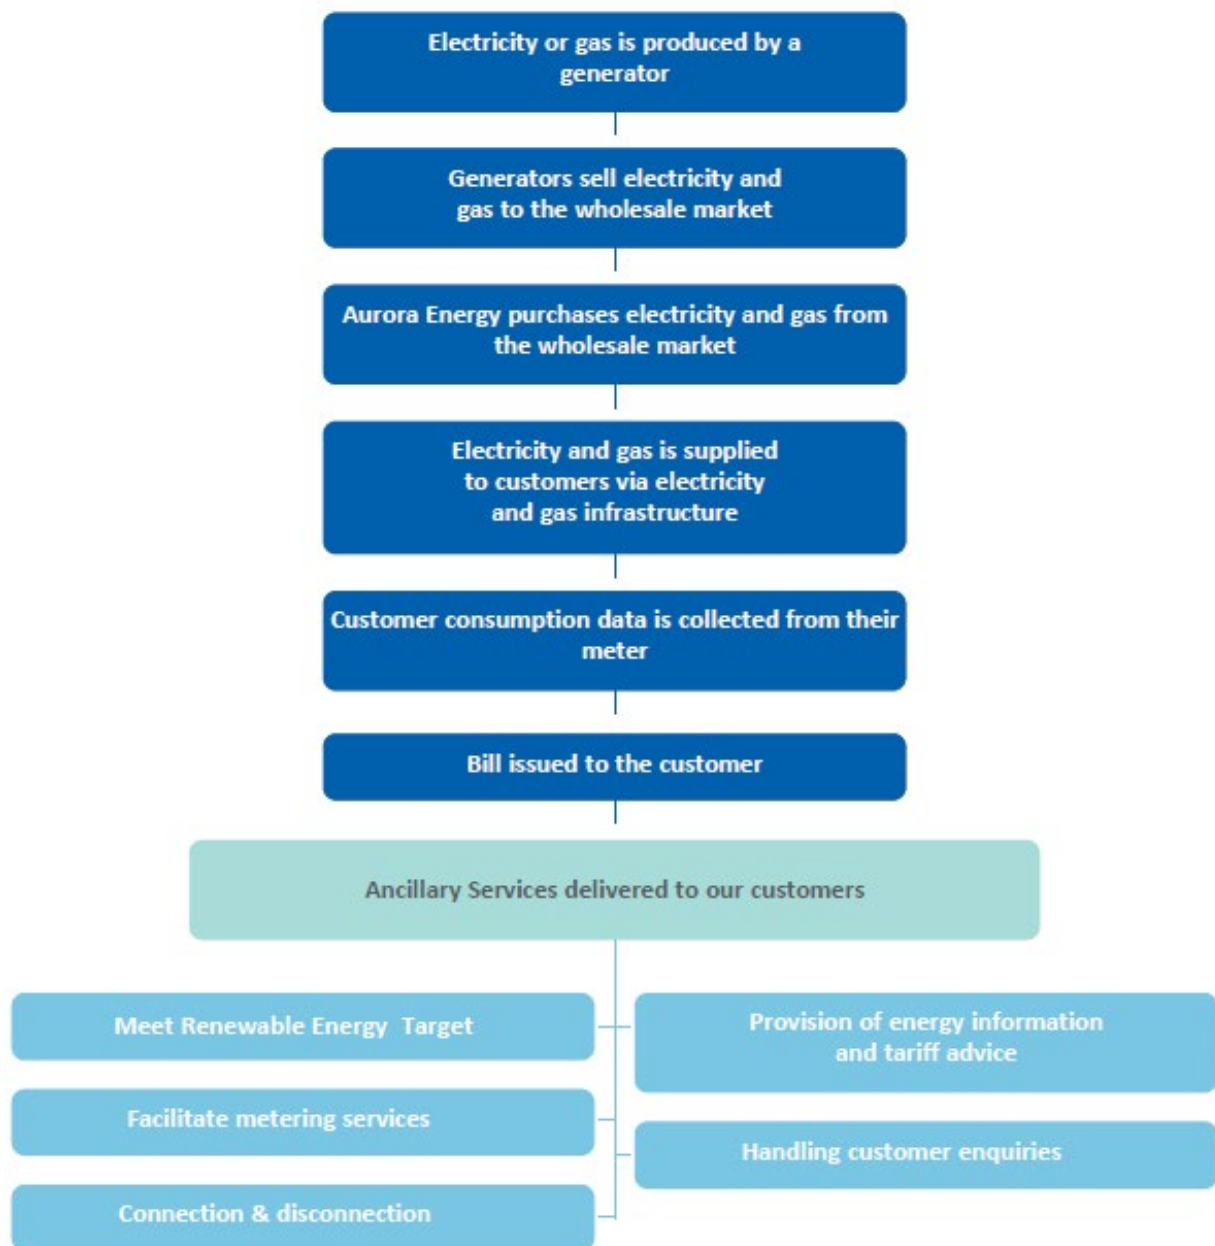 Electricity or gas is produced by a
generator
Generators sell electricity and
gas to the wholesale market
Aurora Energy purchases electricity and gas from
the wholesale market
Electricity and gas is supplied
to customers via electricity
and gas infrastructure
Customer consumption data is collected from their
meter
Bill issued to the customer
Ancillary Services delivered to our customers
Meet Renewable Energy Target
Provision of energy information
and tariff advice
Facilitate metering services
Handling customer enquiries
Connection & disconnection